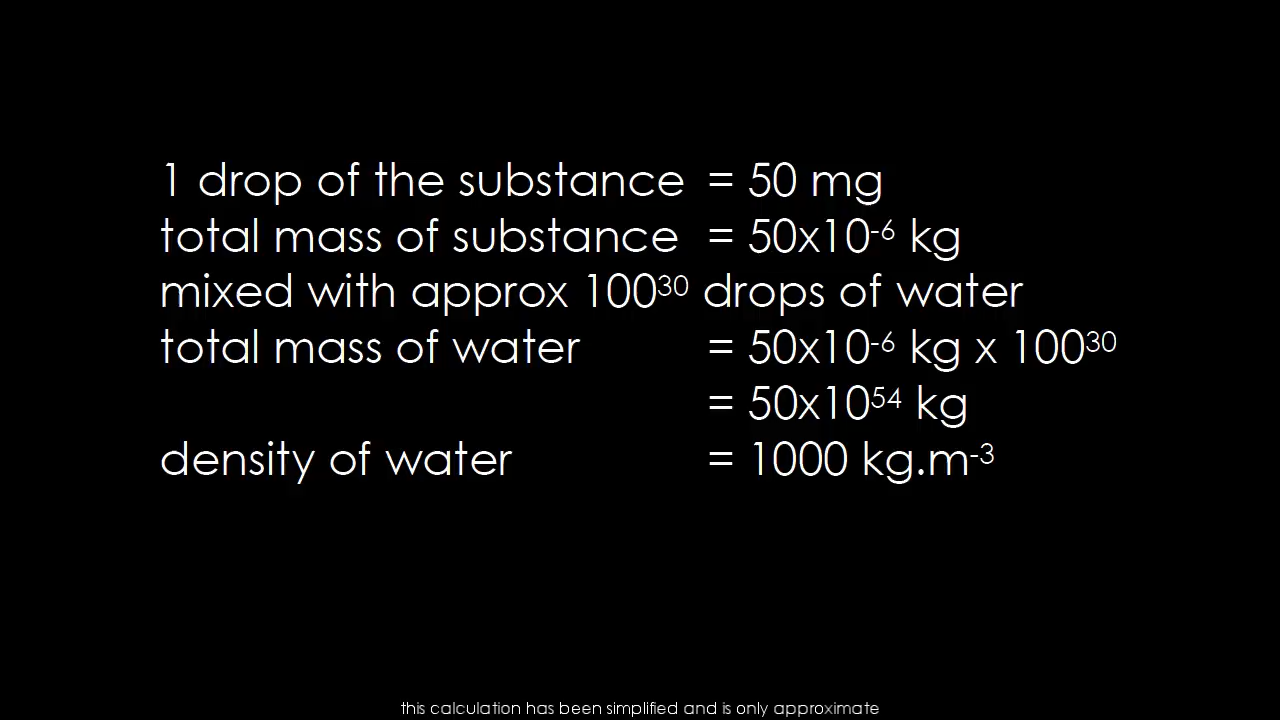 1 drop of the substance = 50 mg
total mass of substance = 50x10⁻⁶ kg
mixed with approx 100³⁰ drops of water
total mass of water = 50x10⁻⁶ kg x 100³⁰
= 50x10⁵⁴ kg
density of water = 1000 kg.m⁻³
this calculation has been simplified and is only approximate